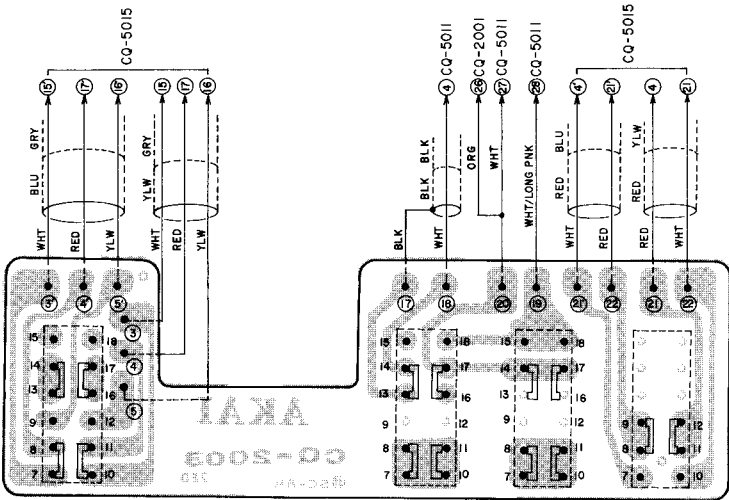 CQ-5015
CQ-5011
CQ-2001
CQ-5011
CQ-5011
CQ-5015
15' 17' 16' 15 17 16 4 26 27 28 4' 21' 4 21
BLU GRY
YLW GRY
BLK BLK
ORG
WHT
WHT/LONG PNK
RED BLU
RED YLW
WHT RED YLW WHT RED YLW BLK WHT WHT RED RED WHT
3' 4' 5' 17 18 20 19 21' 22' 21 22
3
4
5
15 18 15 18 15 18
14 17 14 17 14 17
13 16 13 16 13 16
9 12 9 12 9 12 9 12
8 11 8 11 8 11 8 11
7 10 7 10 7 10 7 10
AKAI
CQ-2003